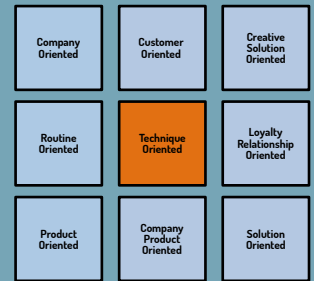 Company
Oriented
Customer
Oriented
Creative
Solution
Oriented
Routine
Oriented
Technique
Oriented
Loyalty
Relationship
Oriented
Product
Oriented
Company
Product
Oriented
Solution
Oriented